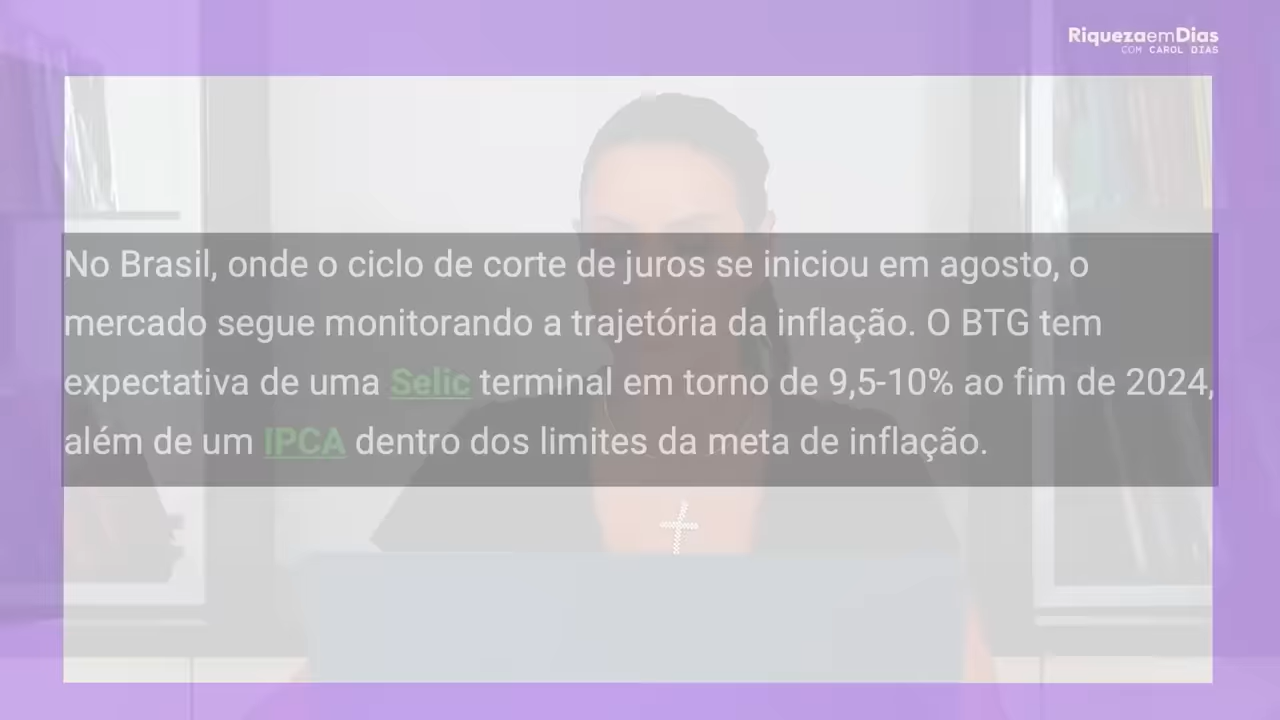 RiquezaemDias
COM CAROL DIAS
No Brasil, onde o ciclo de corte de juros se iniciou em agosto, o
mercado segue monitorando a trajetória da inflação. O BTG tem
expectativa de uma Selic terminal em torno de 9,5-10% ao fim de 2024,
além de um IPCA dentro dos limites da meta de inflação.